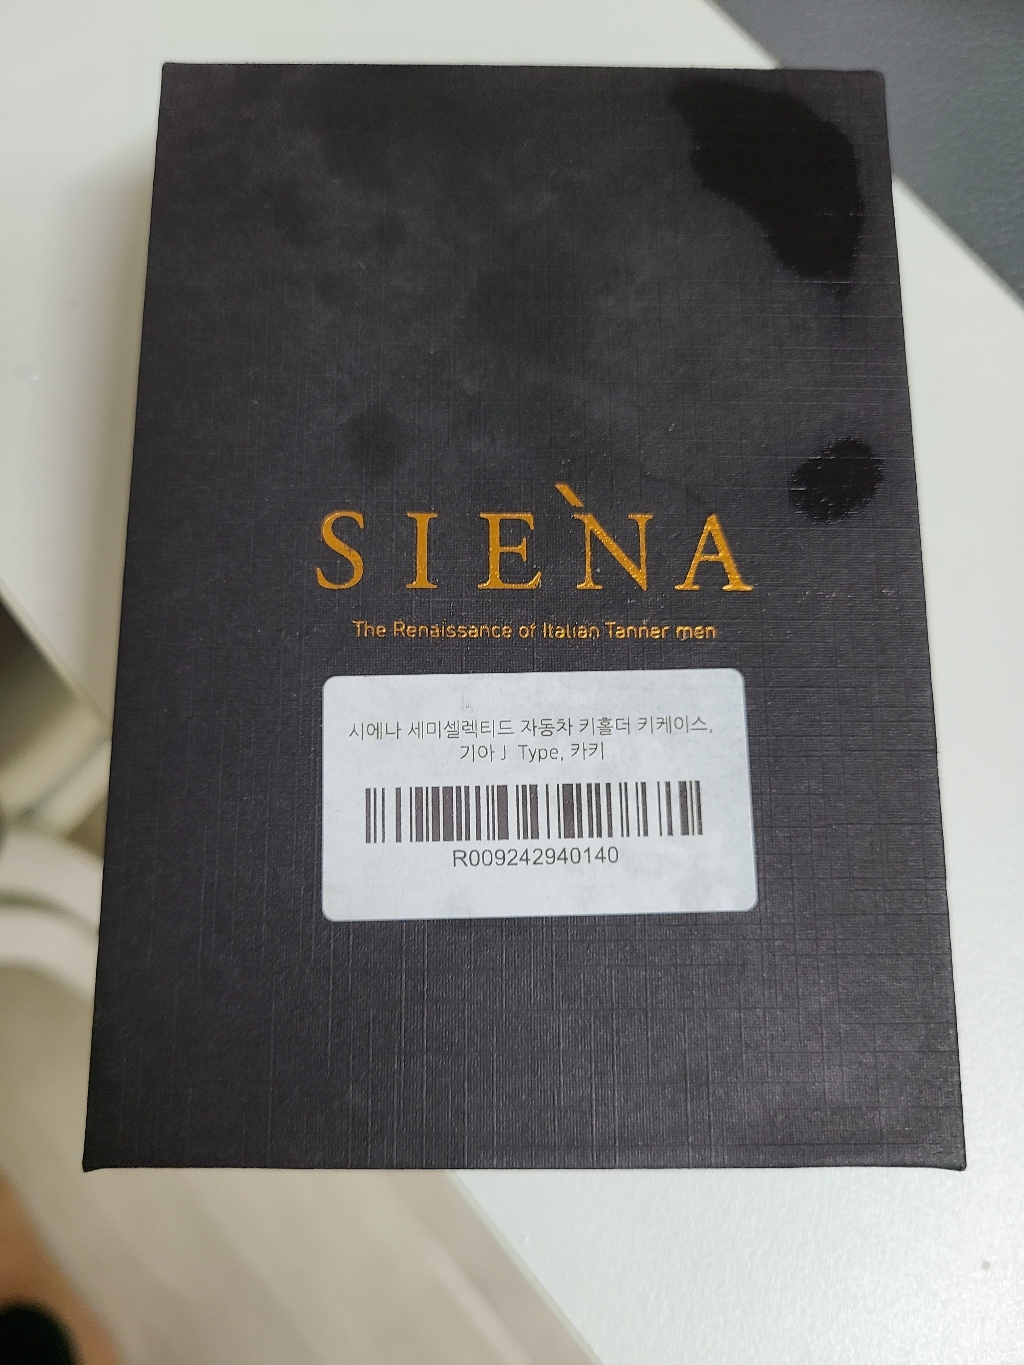 SIENÀ
The Renaissance of Italian Tanner men
시에나 세미셀렉티드 자동차 키홀더 키케이스,
기아 J Type, 카키
R009242940140